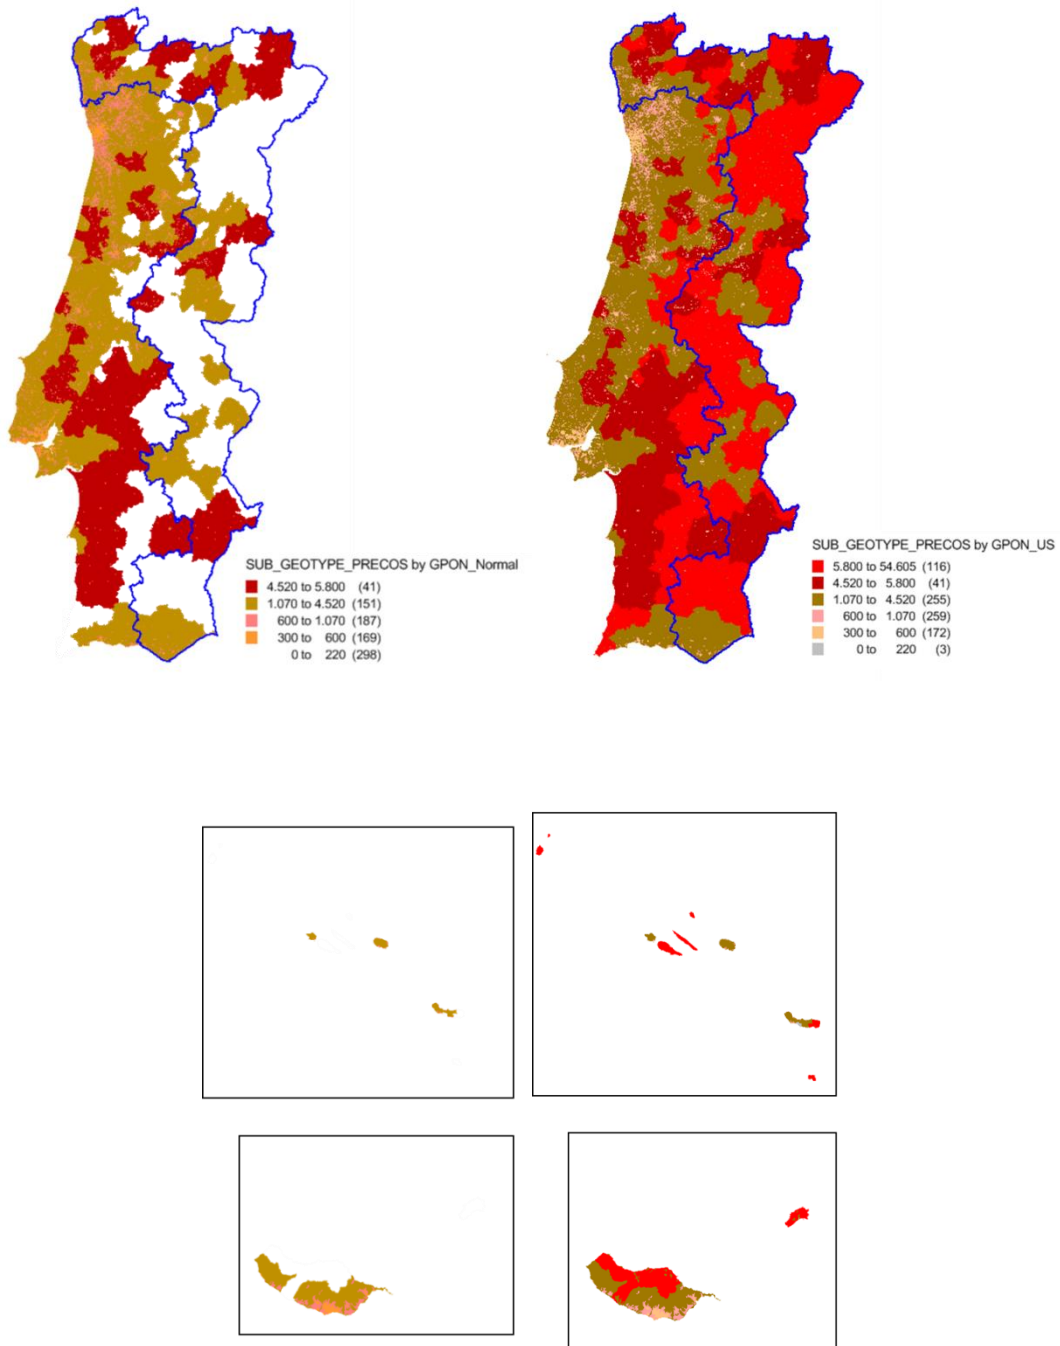 SUB_GEOTYPE_PRECOS by GPON_Normal
4.520 to 5.800 (41)
1.070 to 4.520 (151)
600 to 1.070 (187)
300 to 600 (169)
0 to 220 (298)
SUB_GEOTYPE_PRECOS by GPON_US
5.800 to 54.605 (116)
4.520 to 5.800 (41)
1.070 to 4.520 (255)
600 to 1.070 (259)
300 to 600 (172)
0 to 220 (3)